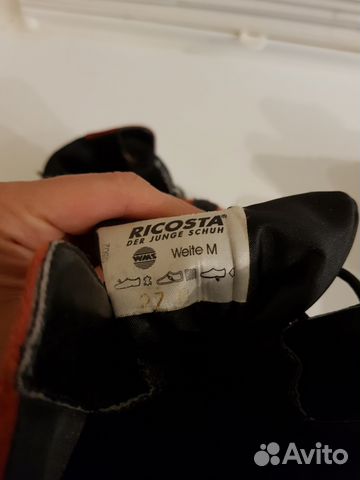 RICOSTA®
DER JUNGE SCHUH
WMS Weite M
27
Avito